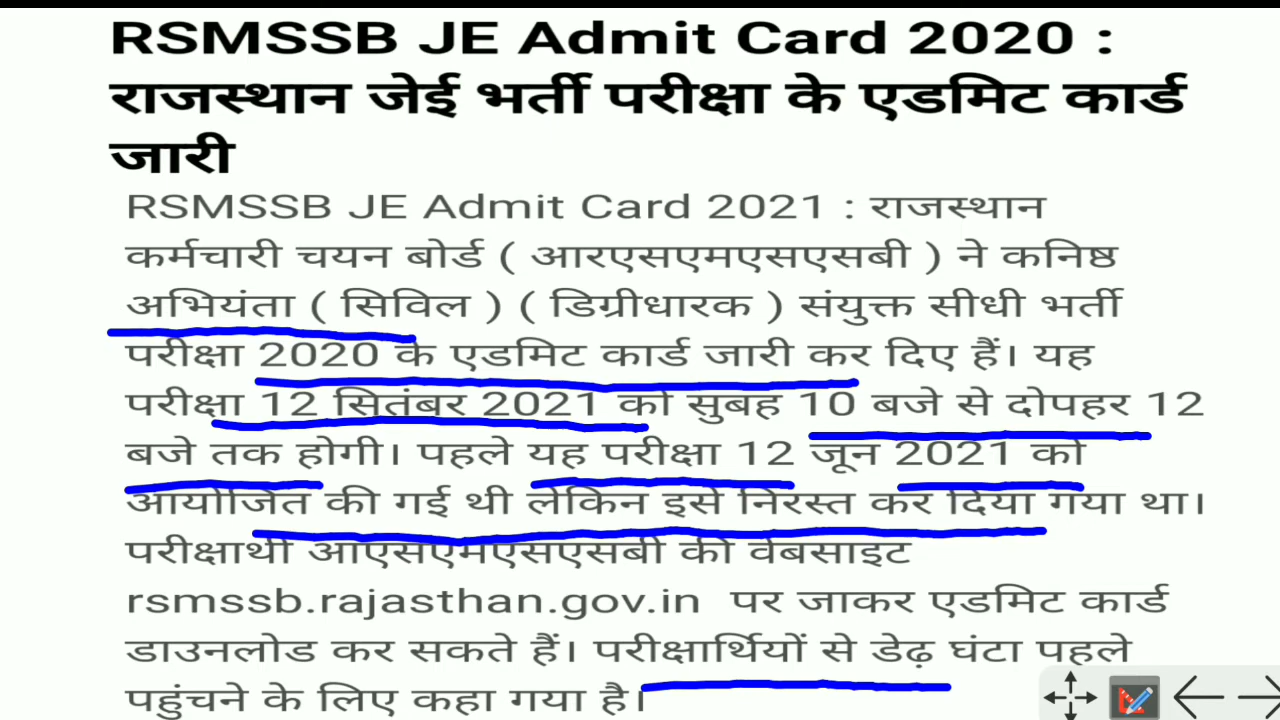 RSMSSB JE Admit Card 2020 :
राजस्थान जेई भर्ती परीक्षा के एडमिट कार्ड
जारी
RSMSSB JE Admit Card 2021 : राजस्थान
कर्मचारी चयन बोर्ड ( आरएसएमएसएसबी ) ने कनिष्ठ
अभियंता ( सिविल ) ( डिग्रीधारक ) संयुक्त सीधी भर्ती
परीक्षा 2020 के एडमिट कार्ड जारी कर दिए हैं। यह
परीक्षा 12 सितंबर 2021 को सुबह 10 बजे से दोपहर 12
बजे तक होगी। पहले यह परीक्षा 12 जून 2021 को
आयोजित की गई थी लेकिन इसे निरस्त कर दिया गया था।
परीक्षार्थी आएसएमएसएसबी की वेबसाइट
rsmssb.rajasthan.gov.in पर जाकर एडमिट कार्ड
डाउनलोड कर सकते हैं। परीक्षार्थियों से डेढ़ घंटा पहले
पहुंचने के लिए कहा गया है।